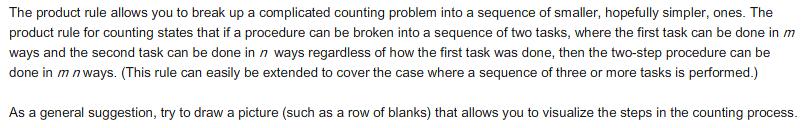 The product rule allows you to break up a complicated counting problem into a sequence of smaller, hopefully simpler, ones. The
product rule for counting states that if a procedure can be broken into a sequence of two tasks, where the first task can be done in m
ways and the second task can be done in n ways regardless of how the first task was done, then the two-step procedure can be
done in m n ways. (This rule can easily be extended to cover the case where a sequence of three or more tasks is performed.)
As a general suggestion, try to draw a picture (such as a row of blanks) that allows you to visualize the steps in the counting process.